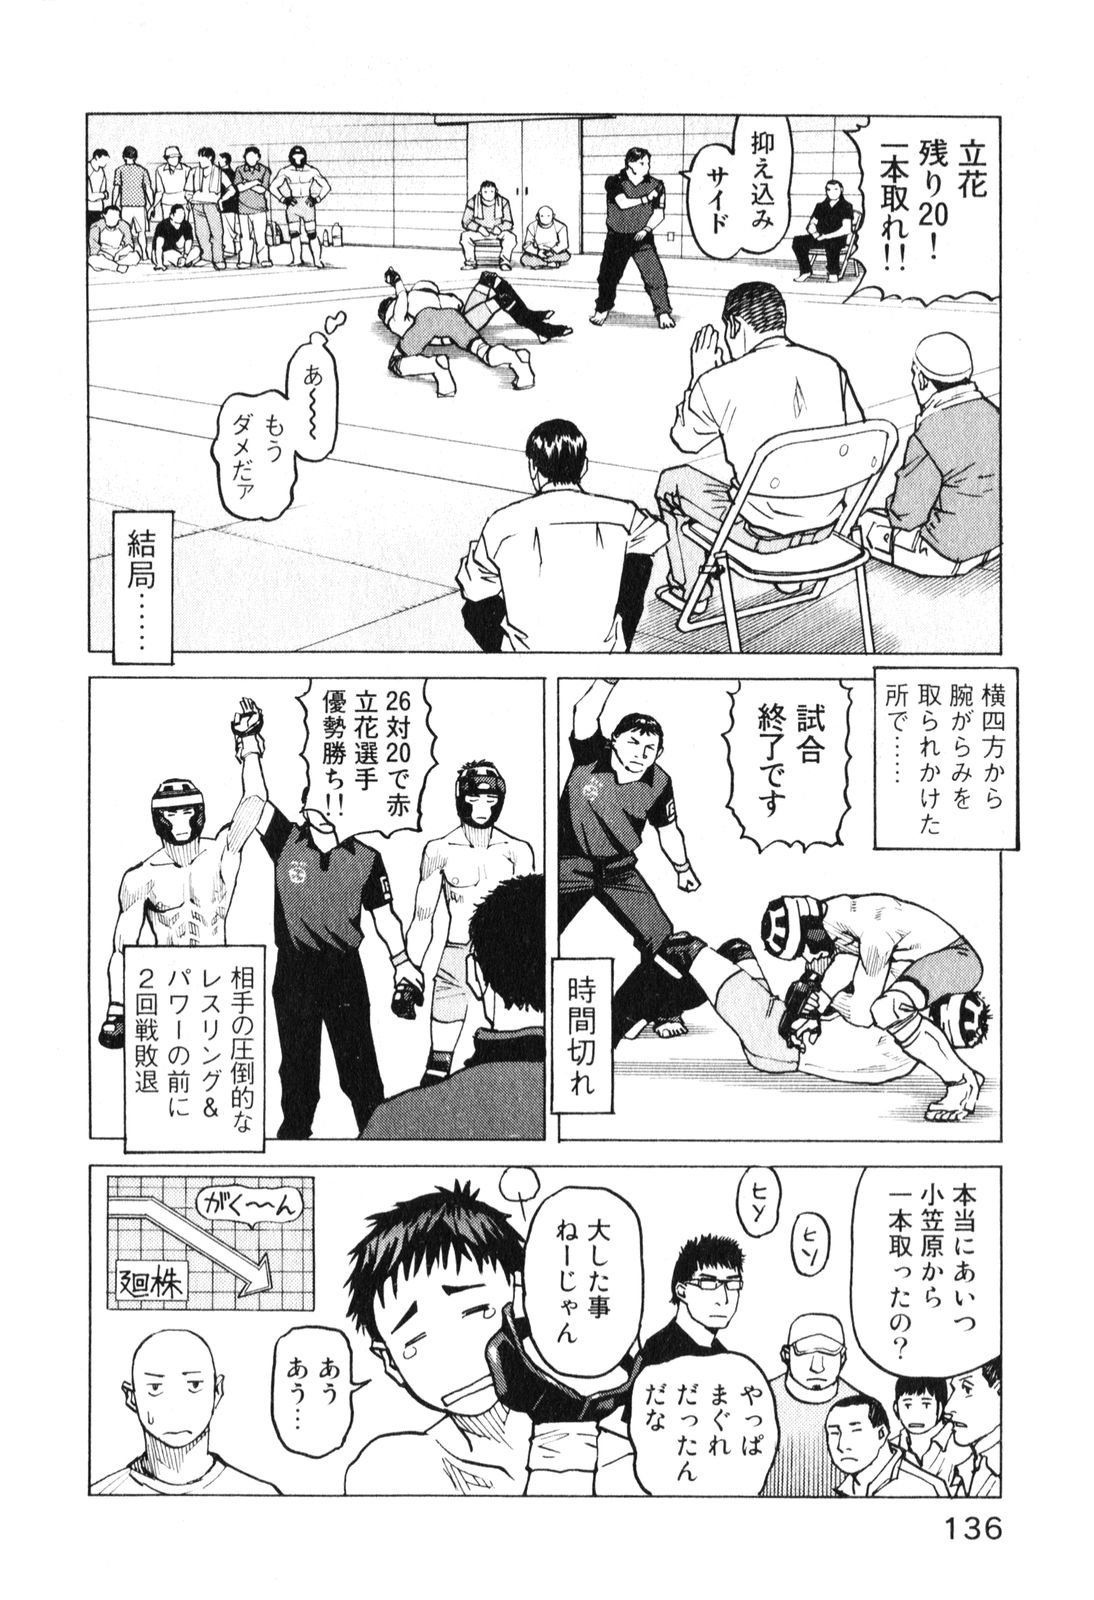 立花
残り20！
一本取れ!!
抑え込み
サイド
あ〜〜〜
もう
ダメだァ
結局……
横四方から
腕がらみを
取られかけた
所で……
試合
終了です
時間切れ
26対20で赤
立花選手
優勢勝ち!!
相手の圧倒的な
レスリング&
パワーの前に
2回戦敗退
本当にあいつ
小笠原から
一本取ったの？
ヒソ
ヒソ
やっぱ
まぐれ
だったん
だな
大した事
ねーじゃん
あう
あう…
がく〜〜ん
廻株
136